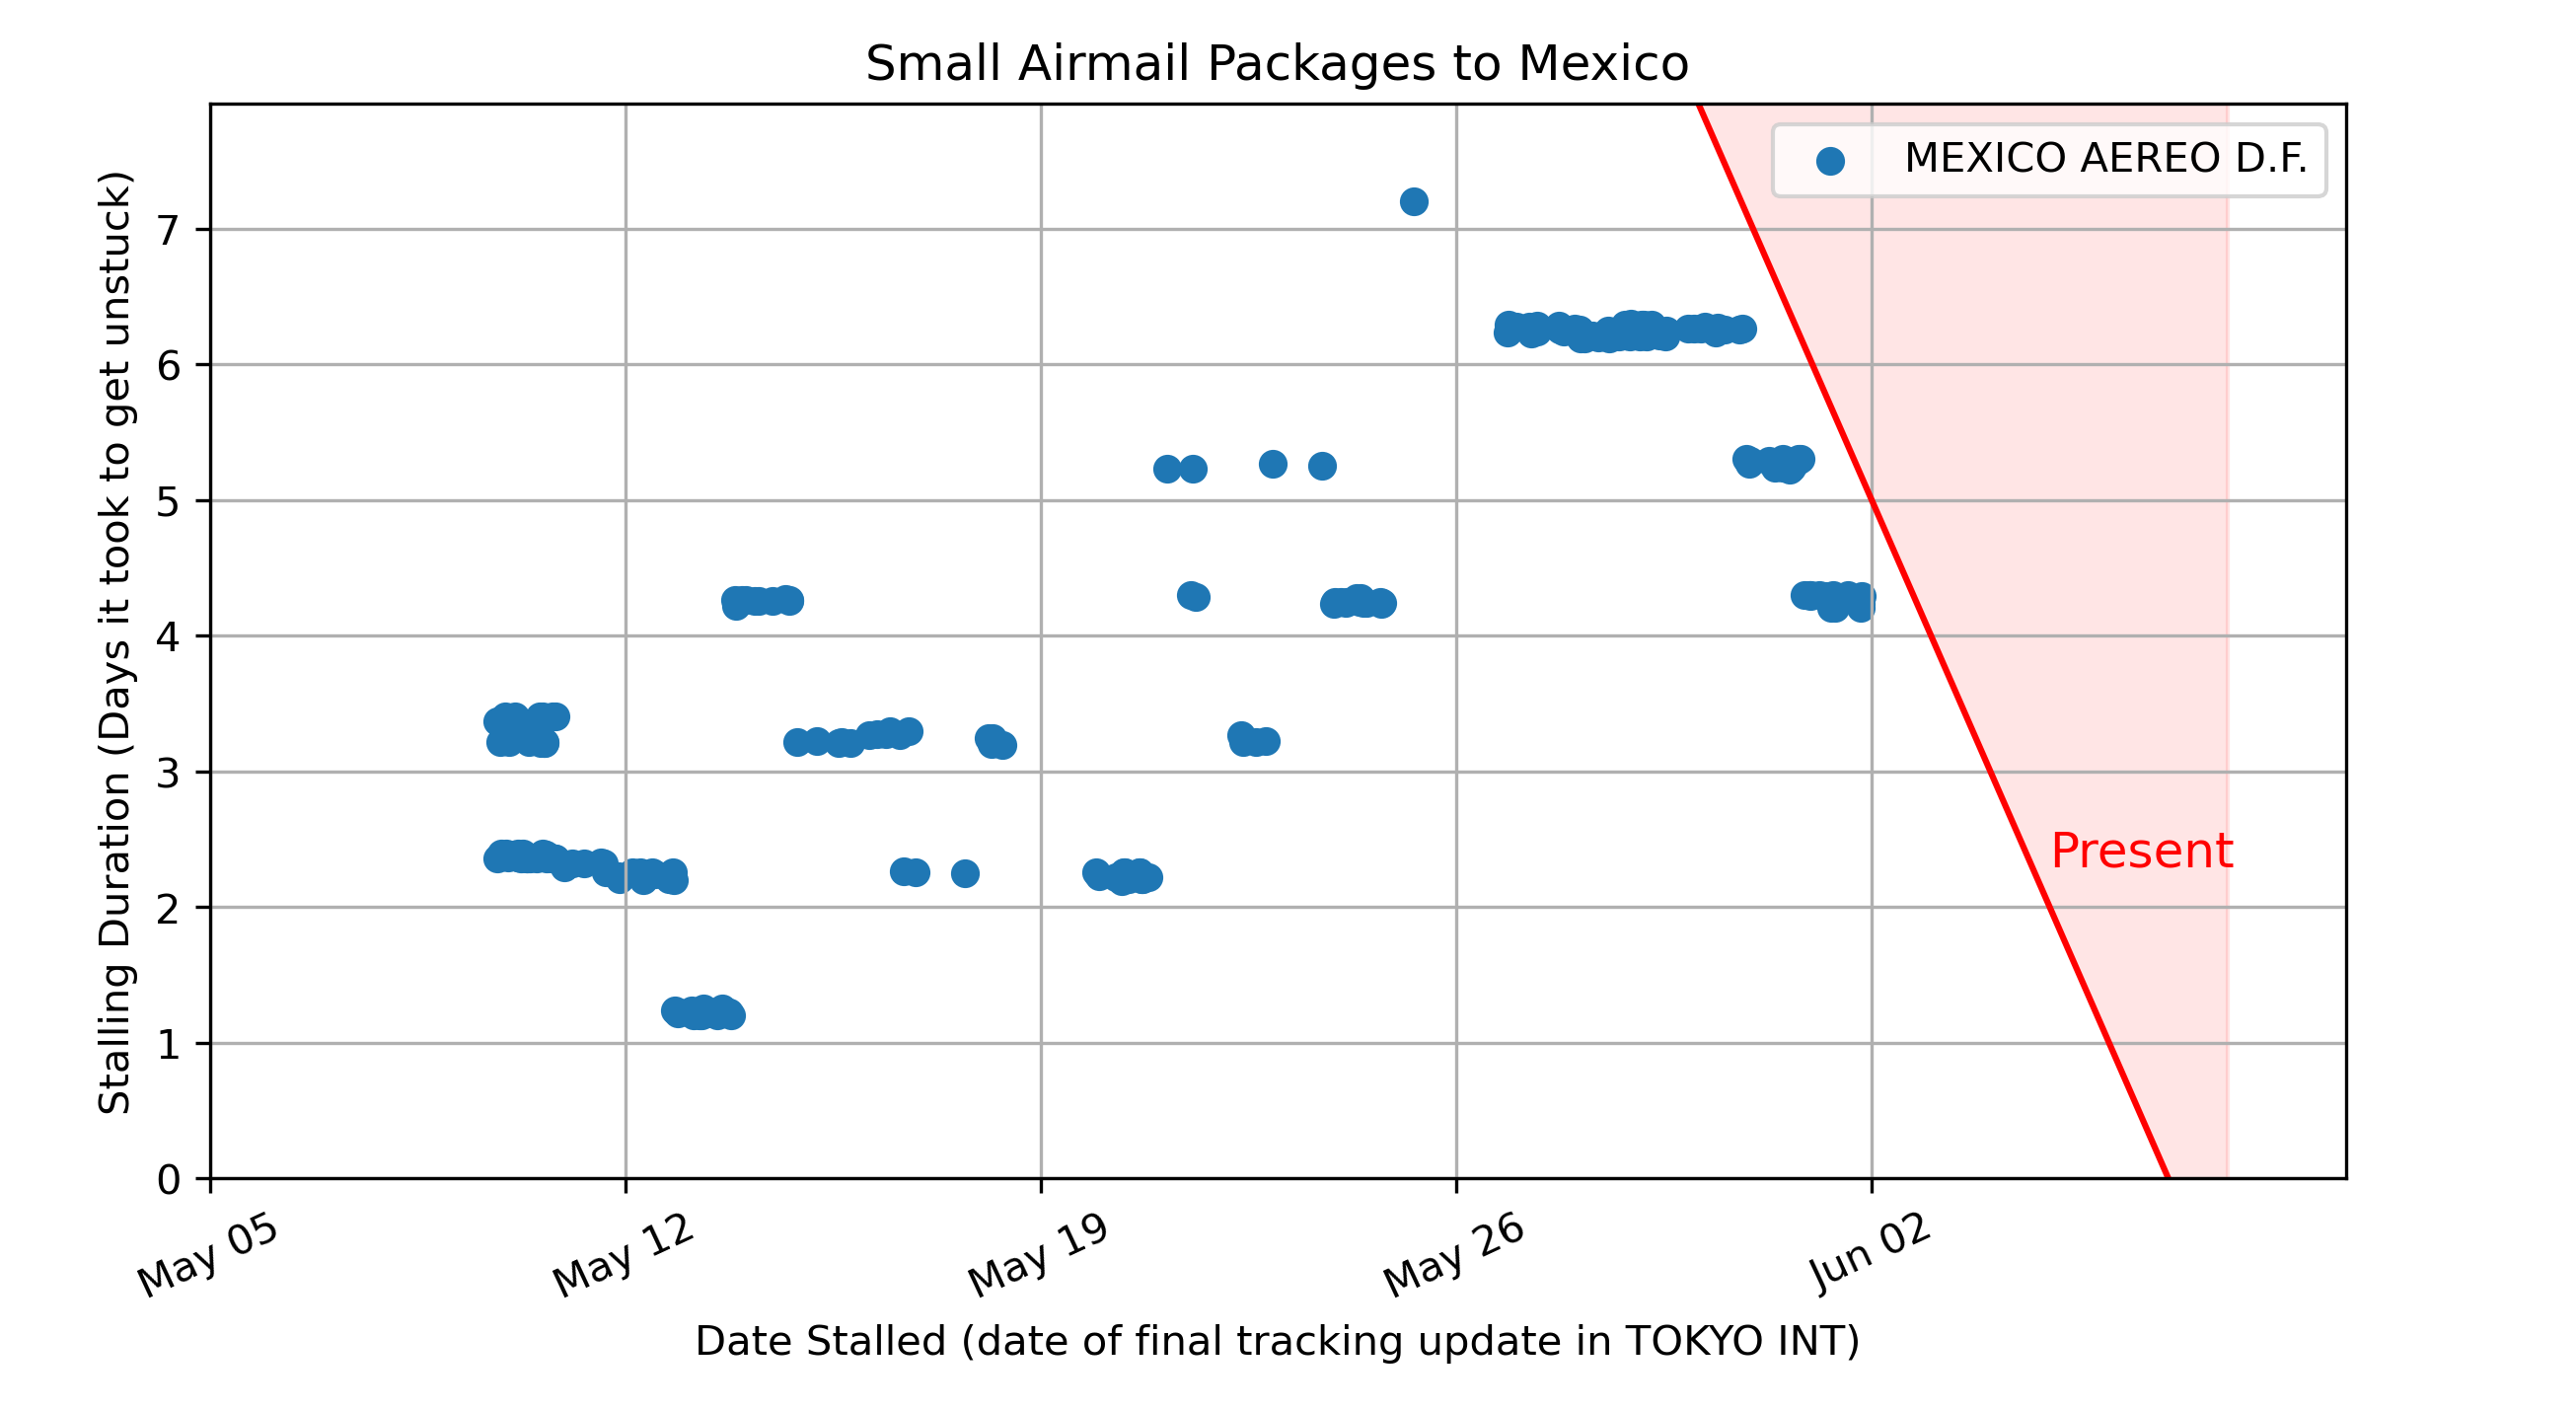 Small Airmail Packages to Mexico
MEXICO AEREO D.F.
Stalling Duration (Days it took to get unstuck)
7
6
5
4
3
2
1
0
Present
May 05
May 12
May 19
May 26
Jun 02
Date Stalled (date of final tracking update in TOKYO INT)